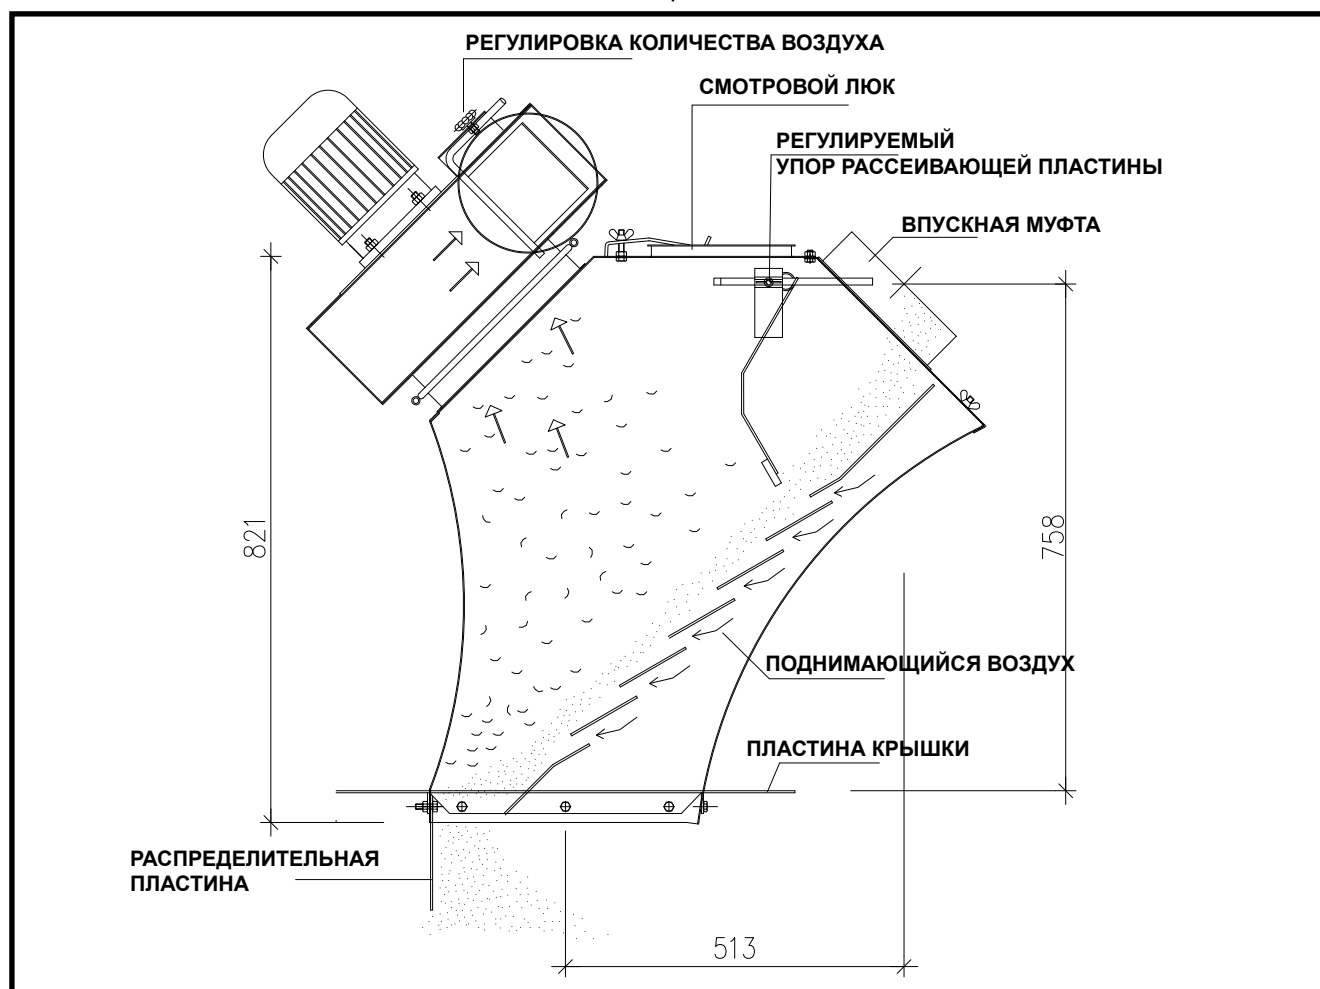 РЕГУЛИРОВКА КОЛИЧЕСТВА ВОЗДУХА
СМОТРОВОЙ ЛЮК
РЕГУЛИРУЕМЫЙ
УПОР РАССЕИВАЮЩЕЙ ПЛАСТИНЫ
ВПУСКНАЯ МУФТА
821
758
ПОДНИМАЮЩИЙСЯ ВОЗДУХ
ПЛАСТИНА КРЫШКИ
РАСПРЕДЕЛИТЕЛЬНАЯ
ПЛАСТИНА
513